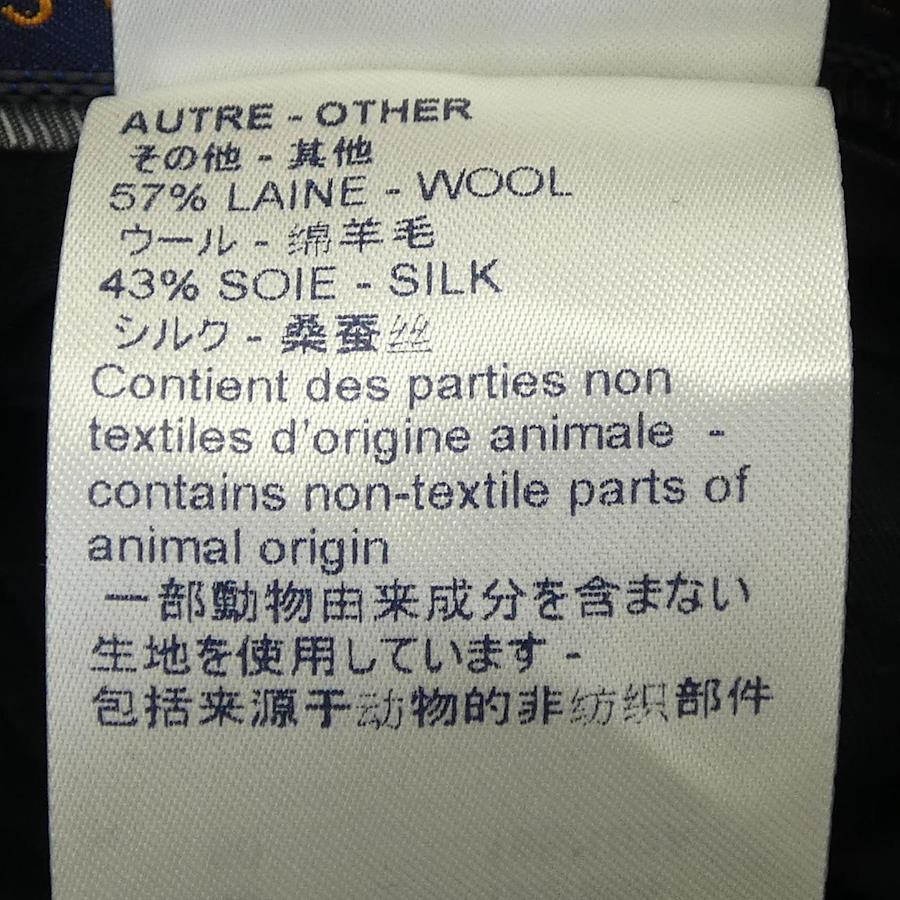 AUTRE - OTHER
その他 - 其他
57% LAINE - WOOL
ウール - 绵羊毛
43% SOIE - SILK
シルク - 桑蚕丝
Contient des parties non
textiles d'origine animale -
contains non-textile parts of
animal origin
一部動物由来成分を含まない
生地を使用しています -
包括来源于动物的非纺织部件